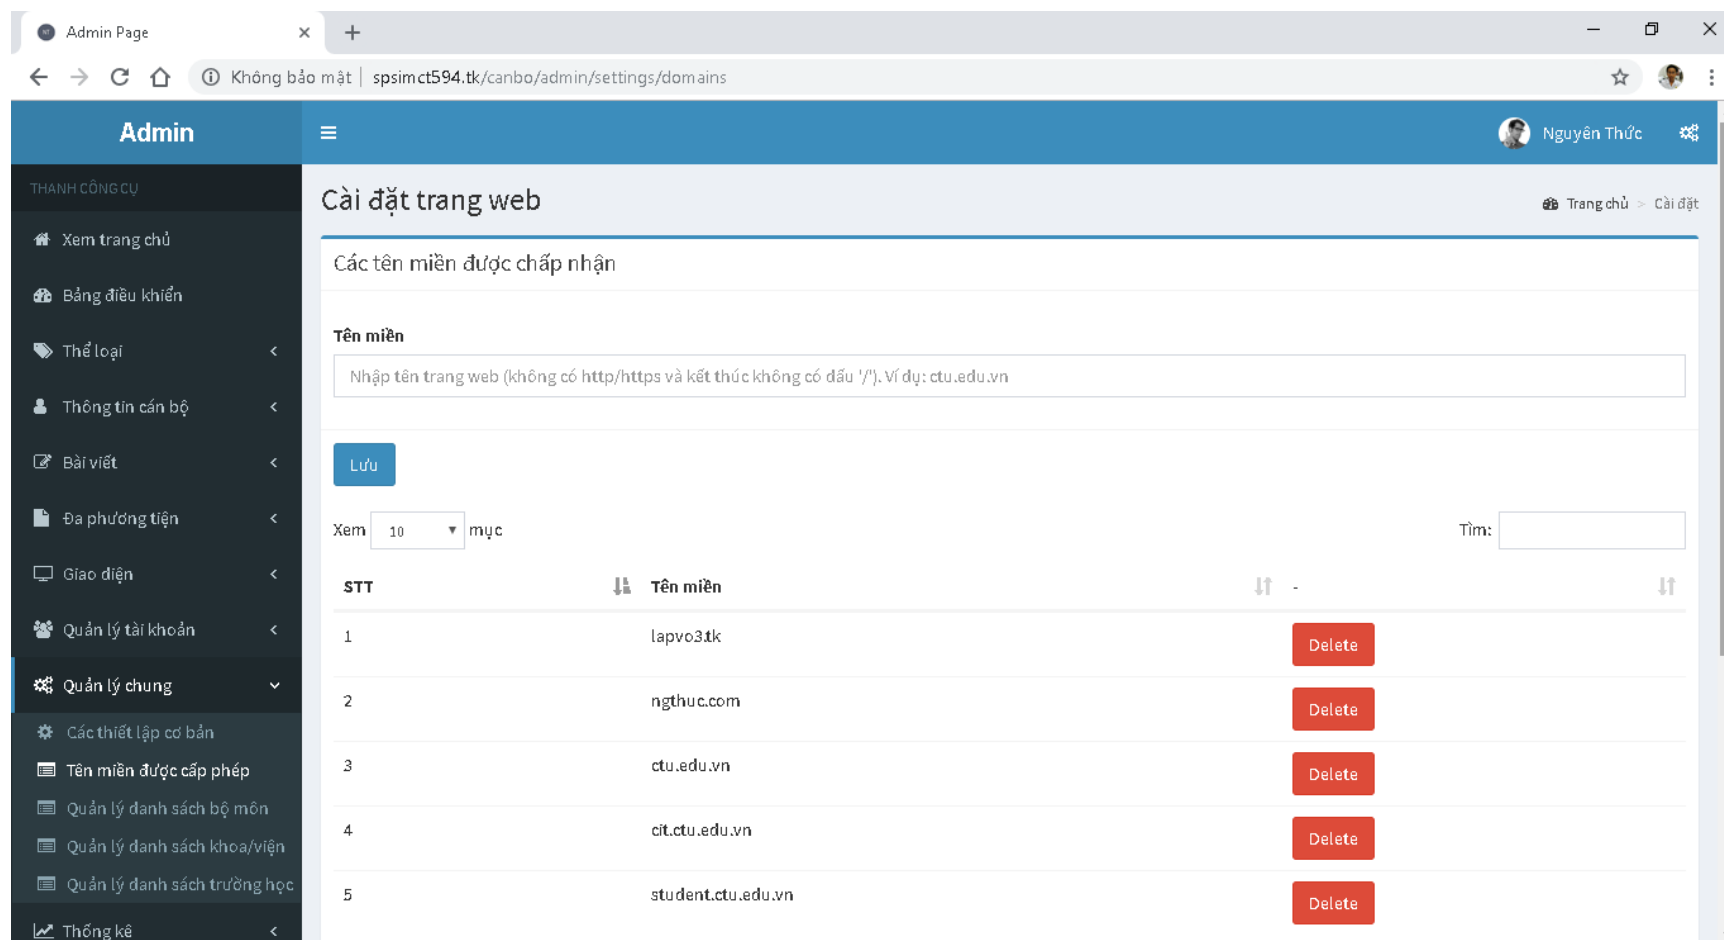 Admin Page
Không bảo mật | spsimct594.tk/canbo/admin/settings/domains
Admin
Nguyên Thức
THANH CÔNG CỤ
Cài đặt trang web
Trang chủ > Cài đặt
Xem trang chủ
Các tên miền được chấp nhận
Bảng điều khiển
Tên miền
Thể loại
Nhập tên trang web (không có http/https và kết thúc không có dấu '/'). Ví dụ: ctu.edu.vn
Thông tin cán bộ
Bài viết
Lưu
Đa phương tiện
Xem 10 mục
Tìm:
Giao diện
STT Tên miền -
Quản lý tài khoản
1 lapvo3.tk Delete
Quản lý chung
2 ngthuc.com Delete
Các thiết lập cơ bản
Tên miền được cấp phép
3 ctu.edu.vn Delete
Quản lý danh sách bộ môn
4 cit.ctu.edu.vn Delete
Quản lý danh sách khoa/viện
Quản lý danh sách trường học
5 student.ctu.edu.vn Delete
Thống kê